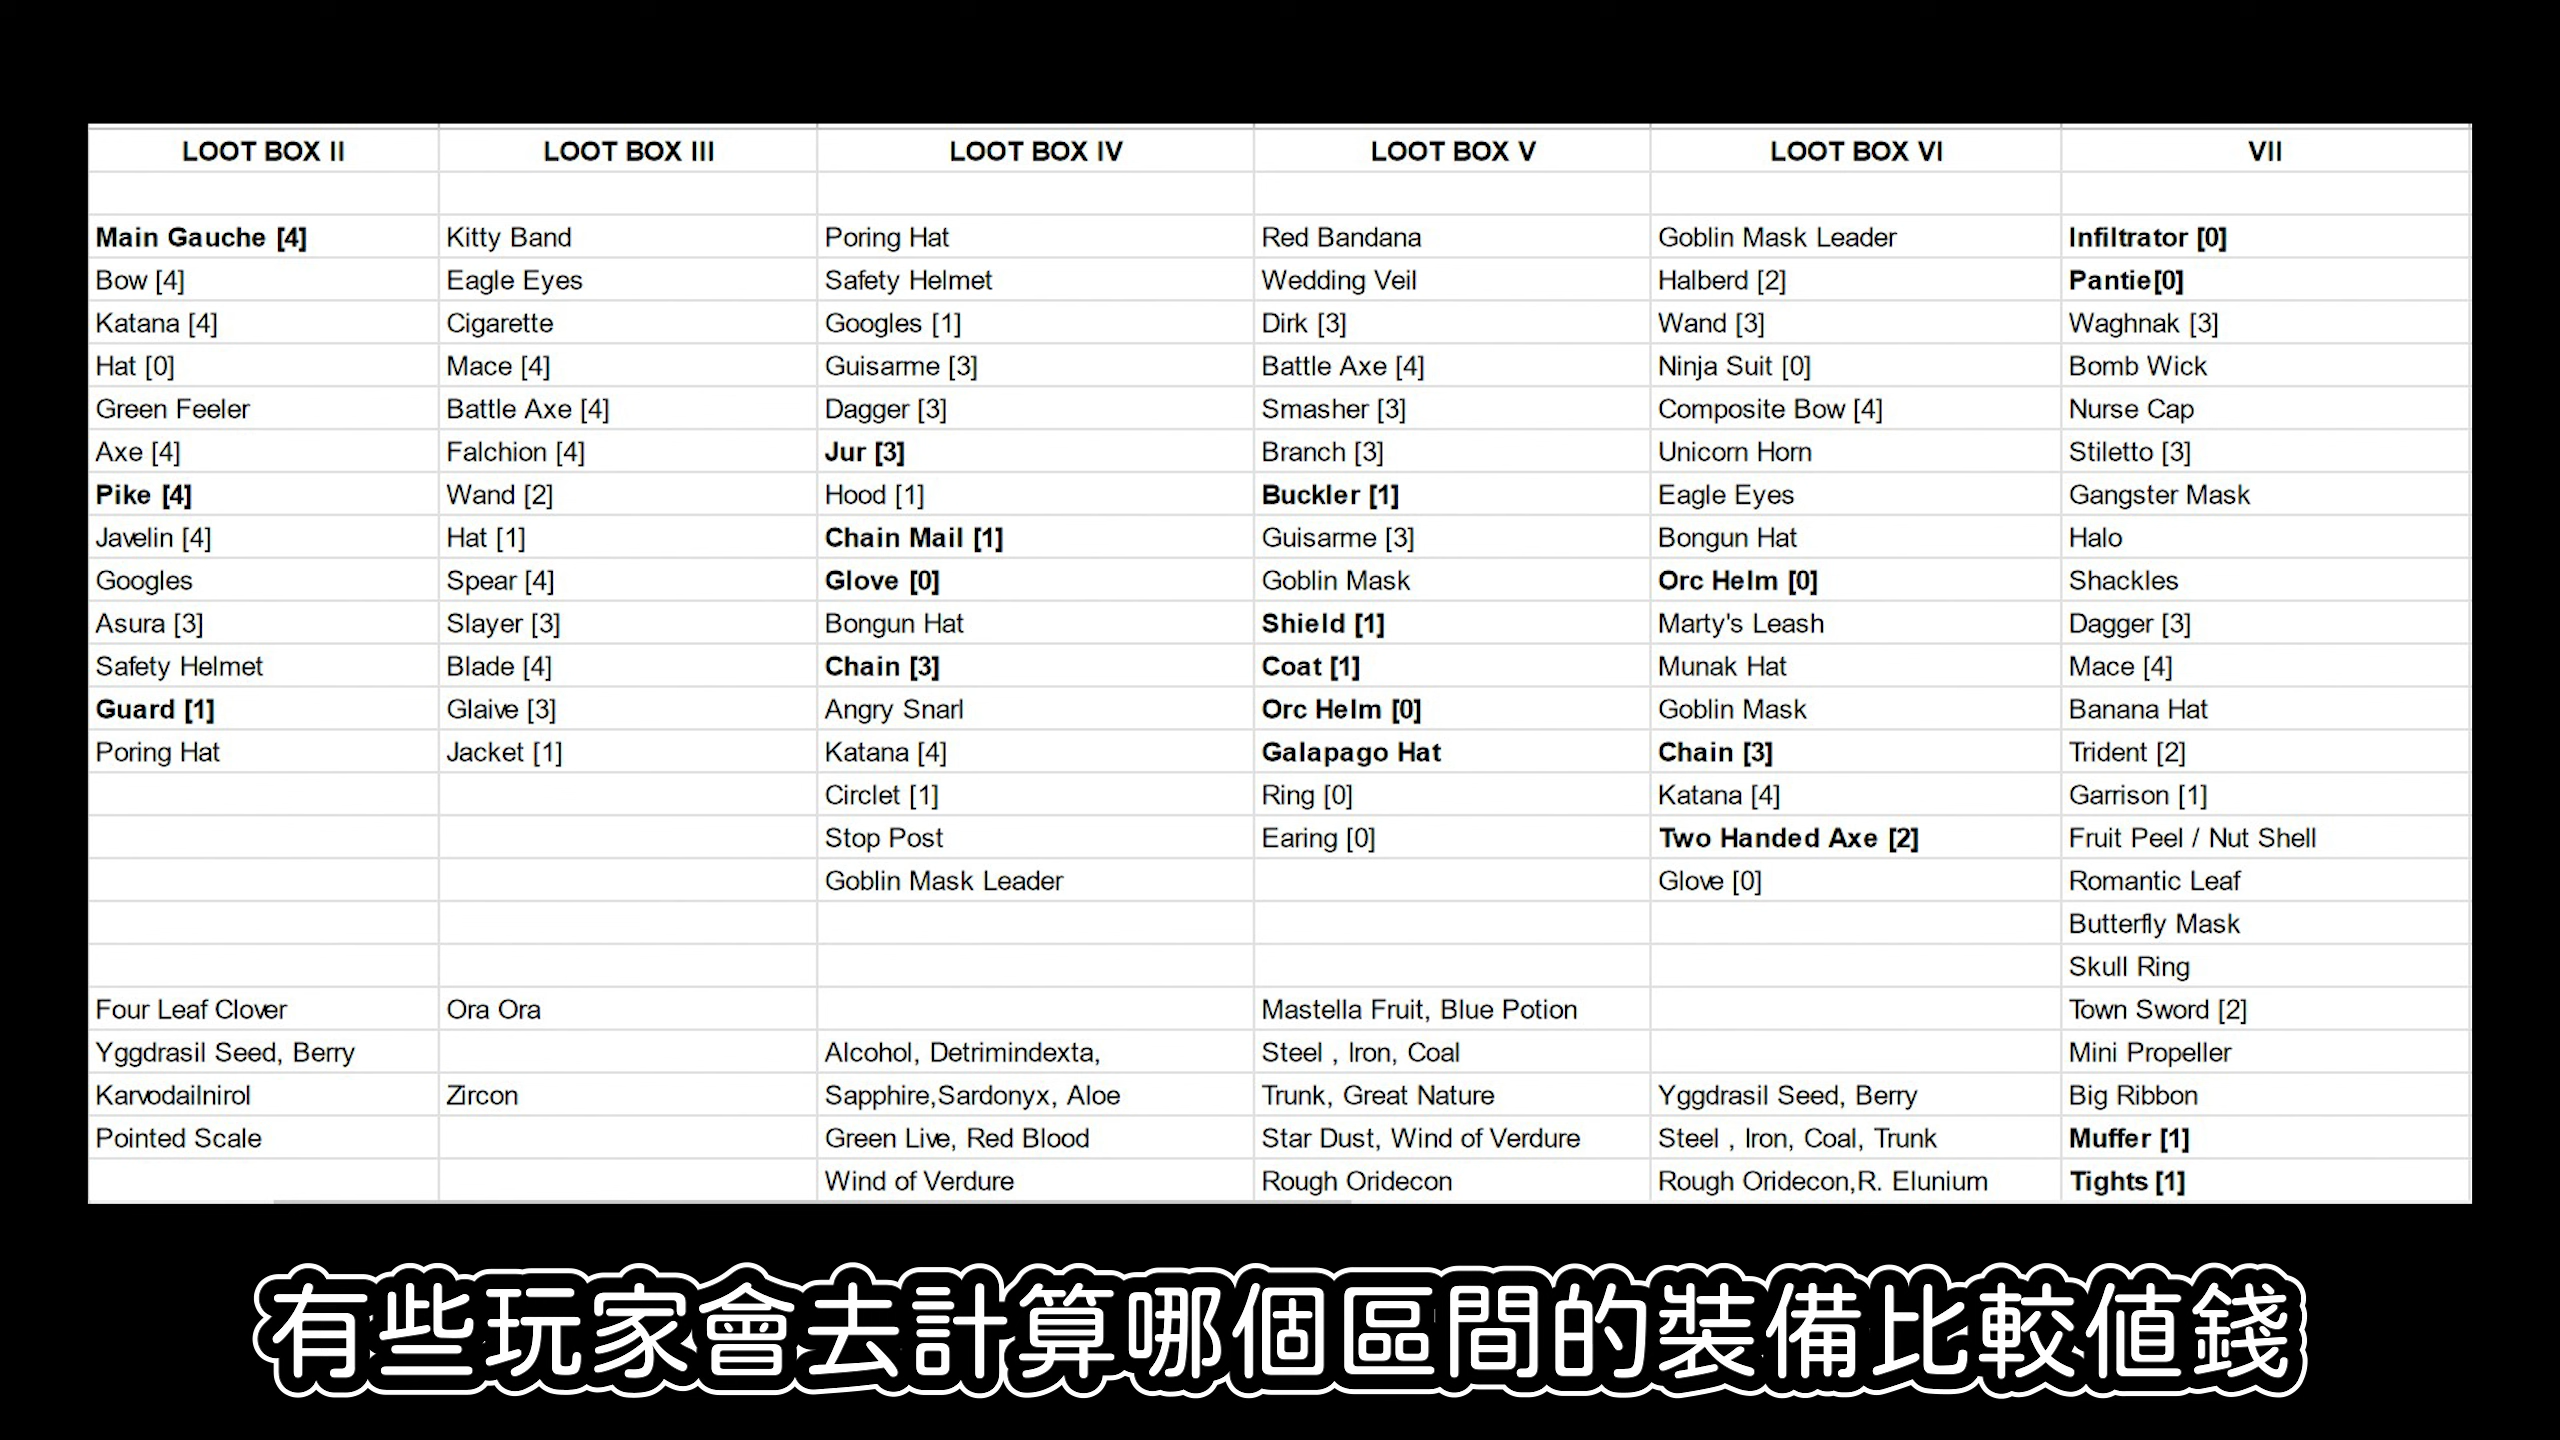 LOOT BOX II LOOT BOX III LOOT BOX IV LOOT BOX V LOOT BOX VI VII
Main Gauche [4] Kitty Band Poring Hat Red Bandana Goblin Mask Leader Infiltrator [0]
Bow [4] Eagle Eyes Safety Helmet Wedding Veil Halberd [2] Pantie[0]
Katana [4] Cigarette Googles [1] Dirk [3] Wand [3] Waghnak [3]
Hat [0] Mace [4] Guisarme [3] Battle Axe [4] Ninja Suit [0] Bomb Wick
Green Feeler Battle Axe [4] Dagger [3] Smasher [3] Composite Bow [4] Nurse Cap
Axe [4] Falchion [4] Jur [3] Branch [3] Unicorn Horn Stiletto [3]
Pike [4] Wand [2] Hood [1] Buckler [1] Eagle Eyes Gangster Mask
Javelin [4] Hat [1] Chain Mail [1] Guisarme [3] Bongun Hat Halo
Googles Spear [4] Glove [0] Goblin Mask Orc Helm [0] Shackles
Asura [3] Slayer [3] Bongun Hat Shield [1] Marty's Leash Dagger [3]
Safety Helmet Blade [4] Chain [3] Coat [1] Munak Hat Mace [4]
Guard [1] Glaive [3] Angry Snarl Orc Helm [0] Goblin Mask Banana Hat
Poring Hat Jacket [1] Katana [4] Galapago Hat Chain [3] Trident [2]
Circlet [1] Ring [0] Katana [4] Garrison [1]
Stop Post Earing [0] Two Handed Axe [2] Fruit Peel / Nut Shell
Goblin Mask Leader Glove [0] Romantic Leaf
Butterfly Mask
Skull Ring
Four Leaf Clover Ora Ora Mastella Fruit, Blue Potion Town Sword [2]
Yggdrasil Seed, Berry Alcohol, Detrimindexta, Steel , Iron, Coal Mini Propeller
Karvodailnirol Zircon Sapphire,Sardonyx, Aloe Trunk, Great Nature Yggdrasil Seed, Berry Big Ribbon
Pointed Scale Green Live, Red Blood Star Dust, Wind of Verdure Steel , Iron, Coal, Trunk Muffer [1]
Wind of Verdure Rough Oridecon Rough Oridecon,R. Elunium Tights [1]
有些玩家會去計算哪個區間的裝備比較值錢